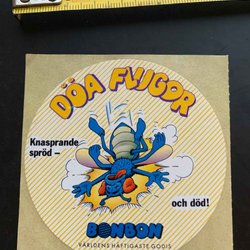 DÖA FLUGOR
Knasprande
spröd –
och död!
BONBON
VÄRLDENS HÄFTIGASTE GODIS